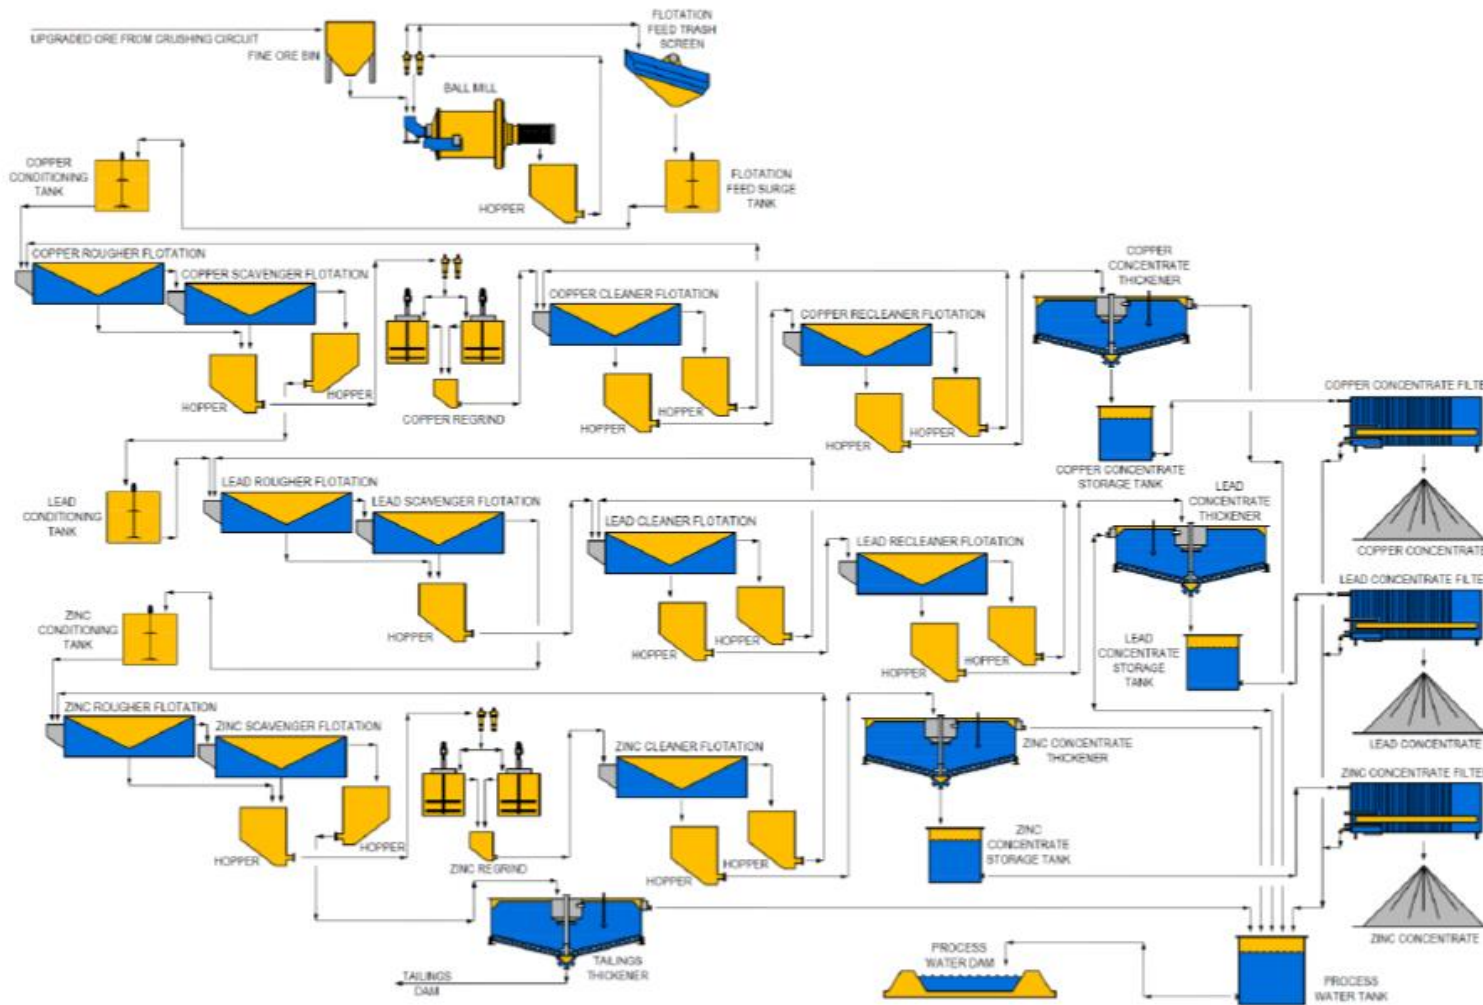 UPGRADED ORE FROM CRUSHING CIRCUIT
FINE ORE BIN
BALL MILL
FLOTATION
FEED TRASH
SCREEN
COPPER
CONDITIONING
TANK
HOPPER
FLOTATION
FEED SURGE
TANK
COPPER ROUGHER FLOTATION
COPPER SCAVENGER FLOTATION
HOPPER
HOPPER
COPPER REGRIND
COPPER CLEANER FLOTATION
HOPPER
HOPPER
COPPER RECLEANER FLOTATION
HOPPER
HOPPER
COPPER
CONCENTRATE
THICKENER
COPPER CONCENTRATE
STORAGE TANK
COPPER CONCENTRATE FILTE
COPPER CONCENTRATE
LEAD
CONDITIONING
TANK
LEAD ROUGHER FLOTATION
LEAD SCAVENGER FLOTATION
HOPPER
LEAD CLEANER FLOTATION
HOPPER
HOPPER
LEAD RECLEANER FLOTATION
HOPPER
HOPPER
LEAD
CONCENTRATE
THICKENER
LEAD
CONCENTRATE
STORAGE
TANK
LEAD CONCENTRATE FILTE
LEAD CONCENTRATE
ZINC
CONDITIONING
TANK
ZINC ROUGHER FLOTATION
ZINC SCAVENGER FLOTATION
HOPPER
HOPPER
ZINC REGRIND
ZINC CLEANER FLOTATION
HOPPER
HOPPER
ZINC CONCENTRATE
THICKENER
ZINC
CONCENTRATE
STORAGE TANK
ZINC CONCENTRATE FILTE
ZINC CONCENTRATE
TAILINGS
THICKENER
TAILINGS
DAM
PROCESS
WATER DAM
PROCESS
WATER TANK